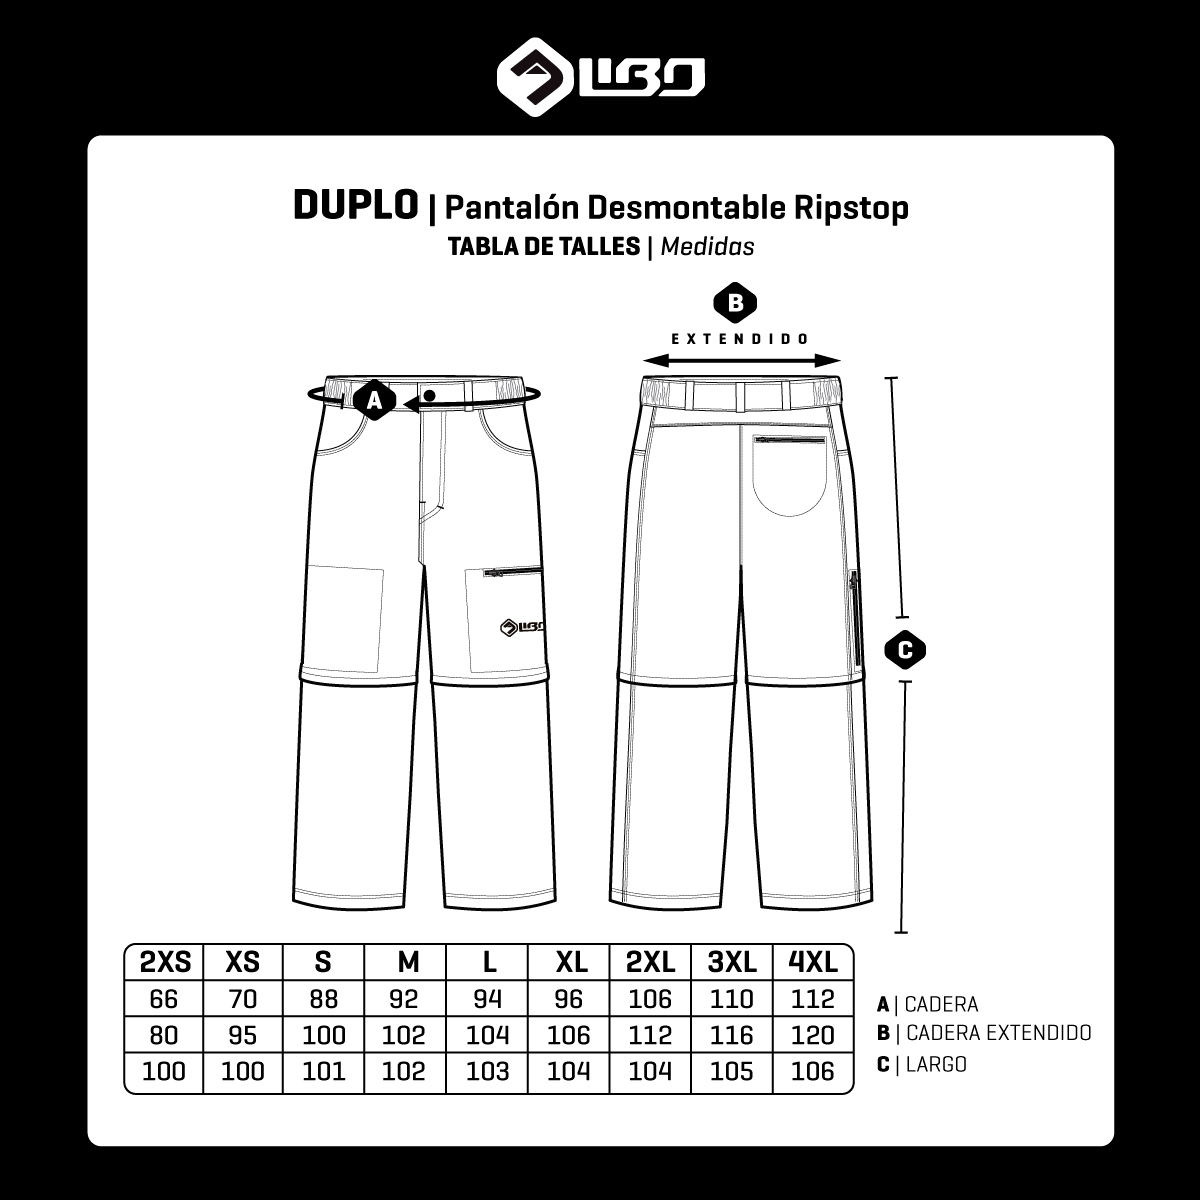 LIBO
DUPLO | Pantalón Desmontable Ripstop
TABLA DE TALLES | Medidas
B
EXTENDIDO
A
LIBO
C
2XS XS S M L XL 2XL 3XL 4XL
66 70 88 92 94 96 106 110 112
80 95 100 102 104 106 112 116 120
100 100 101 102 103 104 104 105 106
A | CADERA
B | CADERA EXTENDIDO
C | LARGO